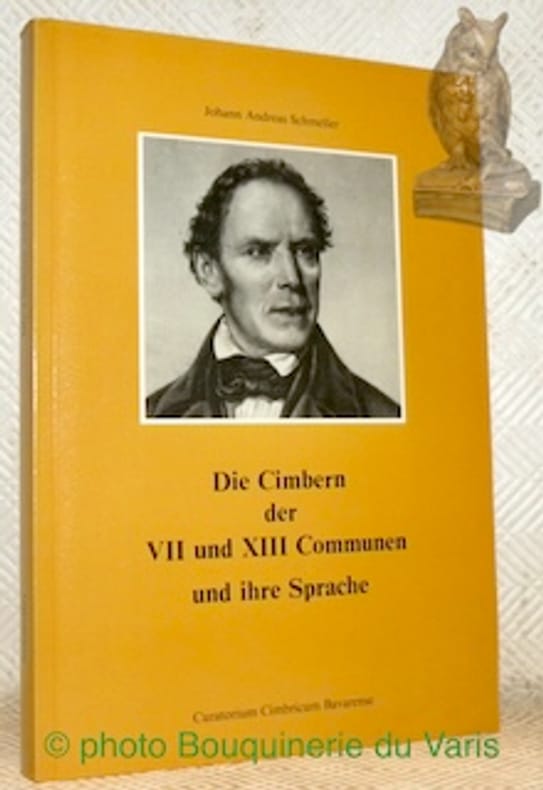 Johann Andreas Schmeller
Die Cimbern
der
VII und XIII Communen
und ihre Sprache
Curatorium Cimbricum Bavarense
© photo Bouquinerie du Varis